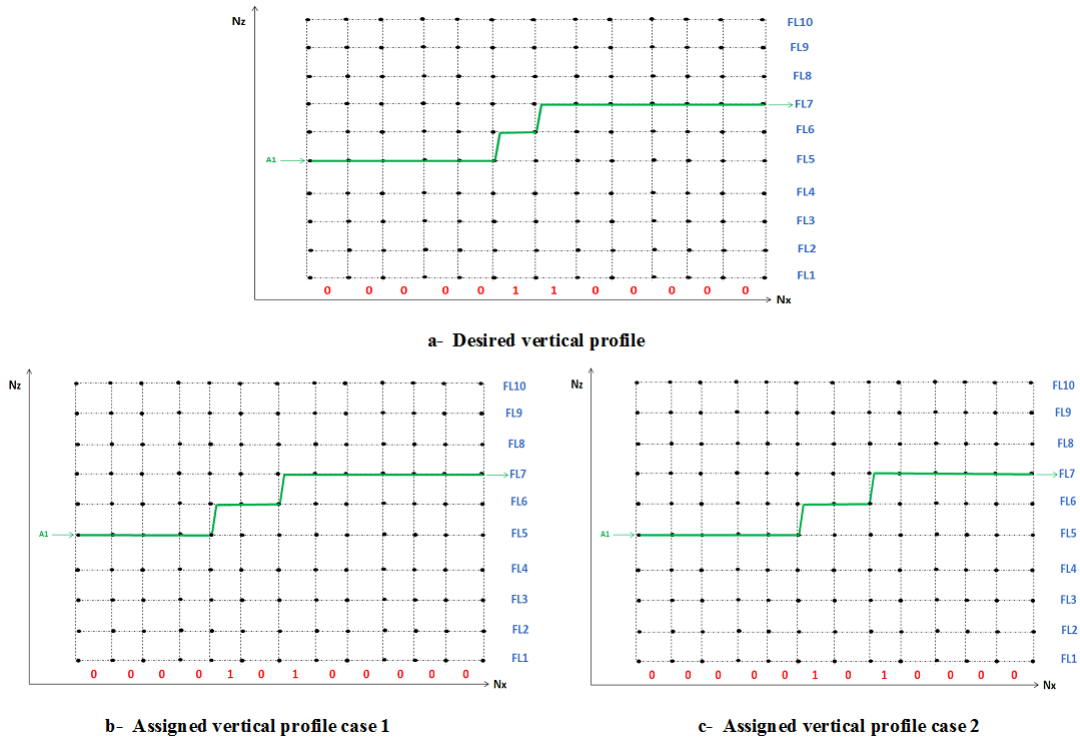 Nz
FL10
FL9
FL8
FL7
FL6
A1
FL5
FL4
FL3
FL2
FL1
0 0 0 0 0 1 1 0 0 0 0 0
Nx
a- Desired vertical profile
Nz
FL10
FL9
FL8
FL7
FL6
A1
FL5
FL4
FL3
FL2
FL1
0 0 0 0 1 0 1 0 0 0 0 0
Nx
b- Assigned vertical profile case 1
Nz
FL10
FL9
FL8
FL7
FL6
A1
FL5
FL4
FL3
FL2
FL1
0 0 0 0 0 1 0 1 0 0 0 0
Nx
c- Assigned vertical profile case 2